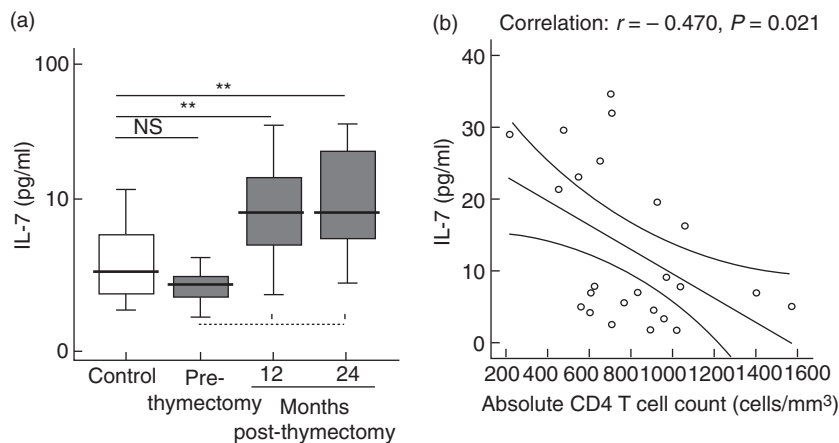 (a)
100
10
0
IL-7 (pg/ml)
**
**
NS
Control
Pre-
thymectomy
12
24
Months
post-thymectomy
(b)
Correlation: r = – 0.470, P = 0.021
40
30
20
10
0
IL-7 (pg/ml)
200 400 600 800 1000 1200 1400 1600
Absolute CD4 T cell count (cells/mm³)